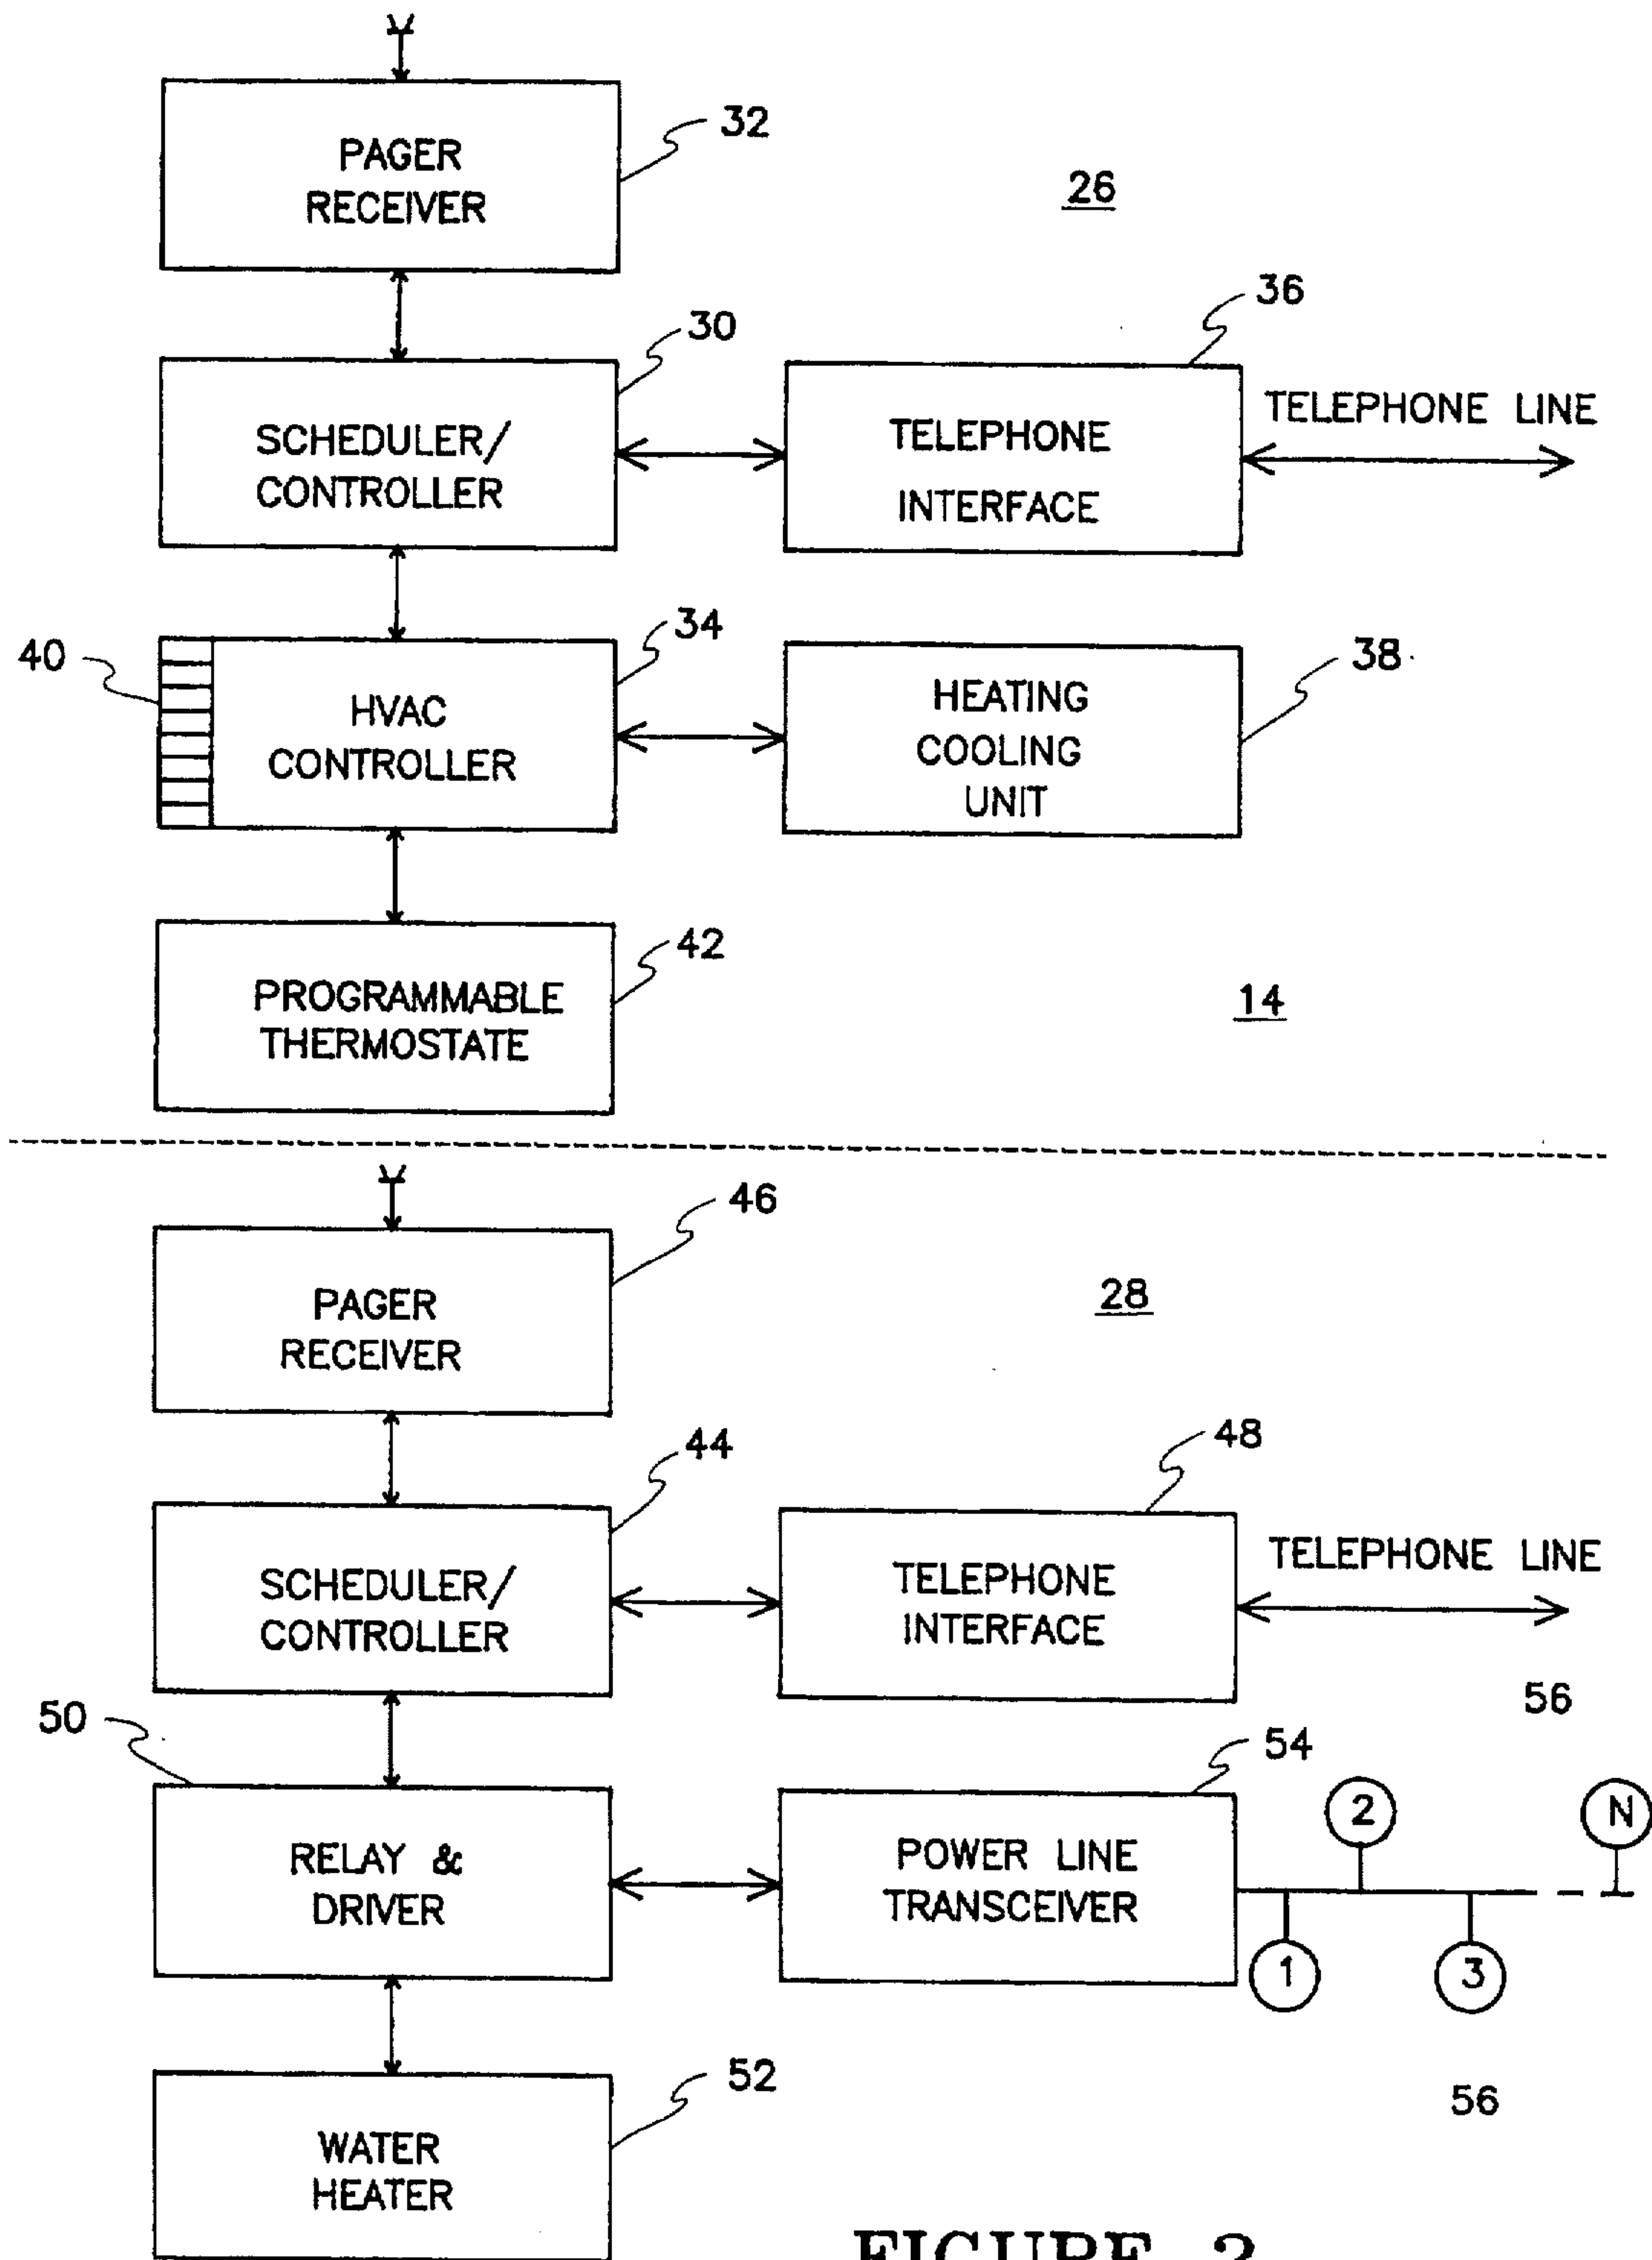 32
PAGER
RECEIVER
26
36
30
TELEPHONE LINE
SCHEDULER/
CONTROLLER
TELEPHONE
INTERFACE
34
40
38
HVAC
CONTROLLER
HEATING
COOLING
UNIT
42
PROGRAMMABLE
THERMOSTATE
14
46
PAGER
RECEIVER
28
44
48
TELEPHONE LINE
SCHEDULER/
CONTROLLER
TELEPHONE
INTERFACE
56
50
54
2
N
RELAY &
DRIVER
POWER LINE
TRANSCEIVER
1
3
52
56
WATER
HEATER
FIGURE 2